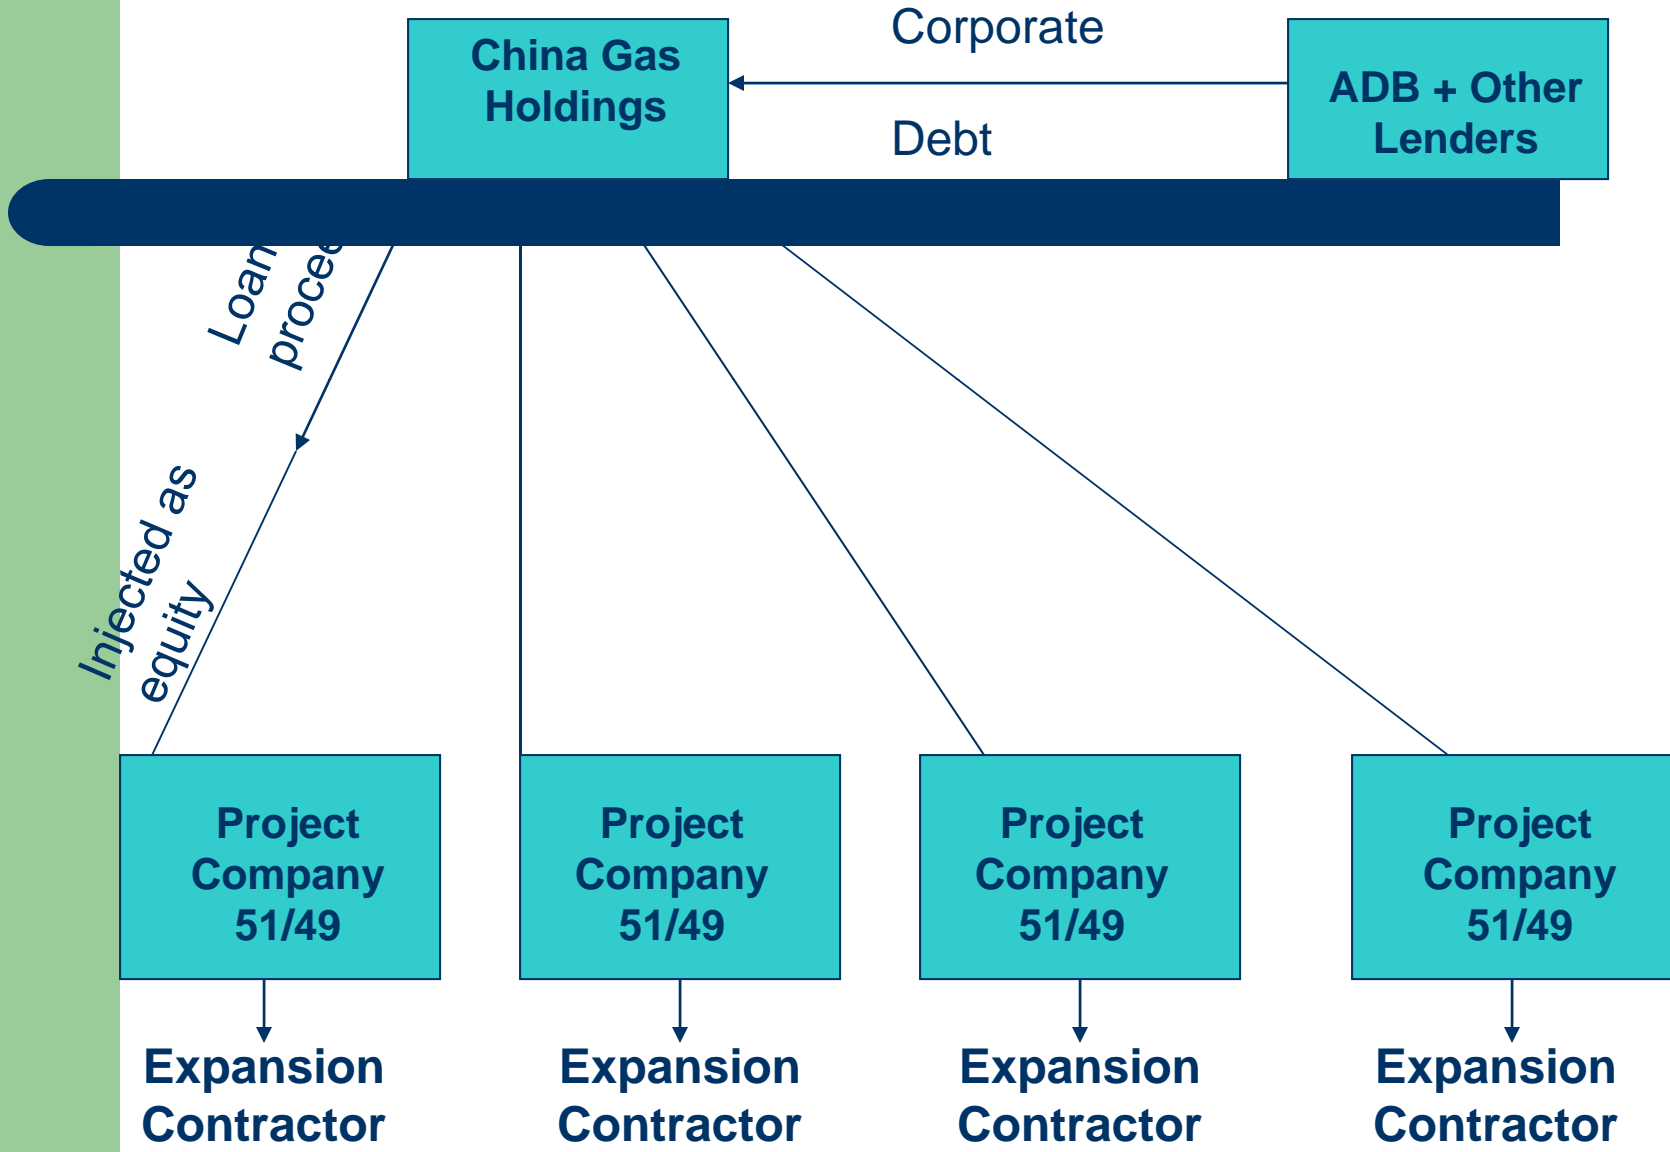 China Gas
Holdings
Corporate
Debt
ADB + Other
Lenders
Loan
Injected as
equity
Project
Company
51/49
Project
Company
51/49
Project
Company
51/49
Project
Company
51/49
Expansion
Contractor
Expansion
Contractor
Expansion
Contractor
Expansion
Contractor